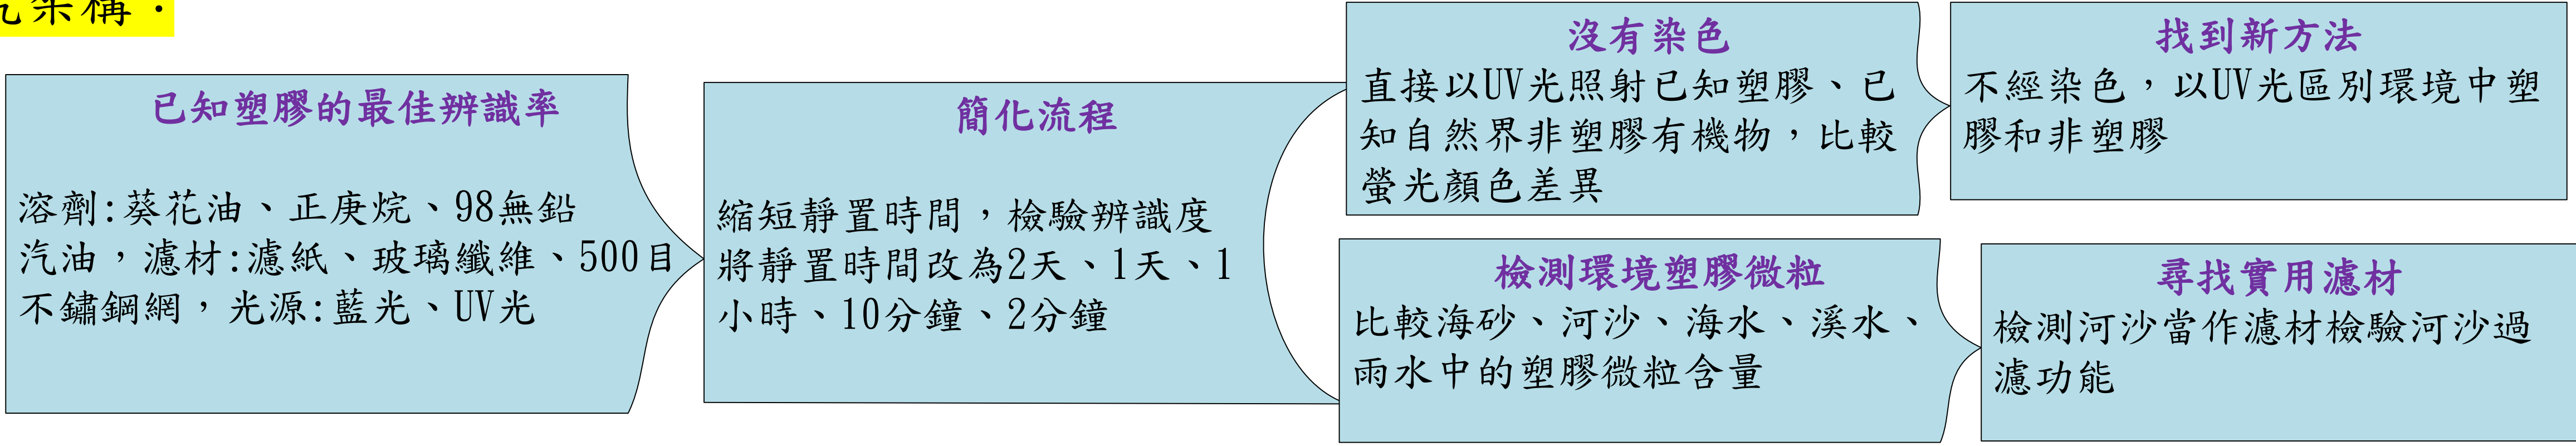 架構：
已知塑膠的最佳辨識率
溶劑:葵花油、正庚烷、98無鉛
汽油，濾材:濾紙、玻璃纖維、500目
不鏽鋼網，光源:藍光、UV光
簡化流程
縮短靜置時間，檢驗辨識度
將靜置時間改為2天、1天、1
小時、10分鐘、2分鐘
沒有染色
直接以UV光照射已知塑膠、已
知自然界非塑膠有機物，比較
螢光顏色差異
找到新方法
不經染色，以UV光區別環境中塑
膠和非塑膠
檢測環境塑膠微粒
比較海砂、河沙、海水、溪水、
雨水中的塑膠微粒含量
尋找實用濾材
檢測河沙當作濾材檢驗河沙過
濾功能